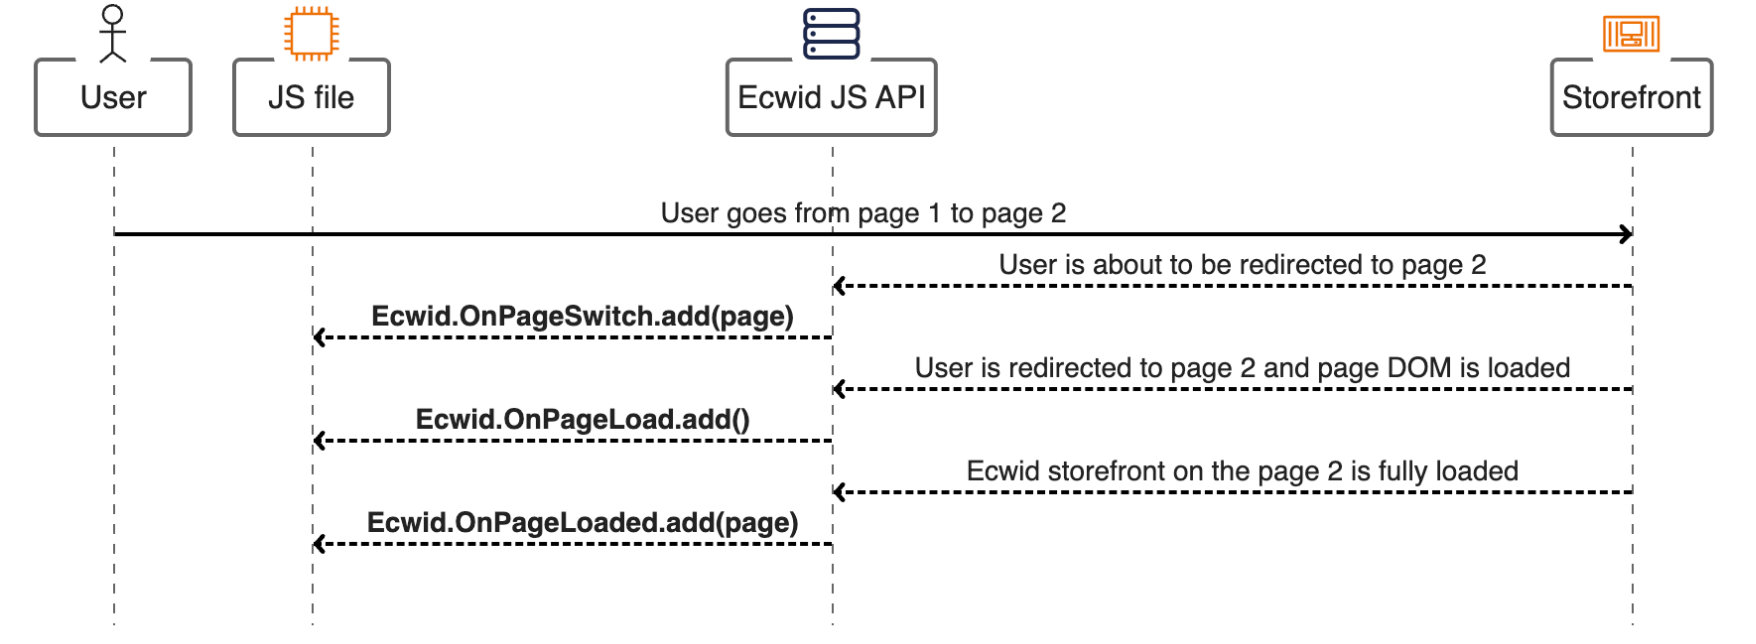 User
JS file
Ecwid JS API
Storefront
User goes from page 1 to page 2
User is about to be redirected to page 2
Ecwid.OnPageSwitch.add(page)
User is redirected to page 2 and page DOM is loaded
Ecwid.OnPageLoad.add()
Ecwid storefront on the page 2 is fully loaded
Ecwid.OnPageLoaded.add(page)